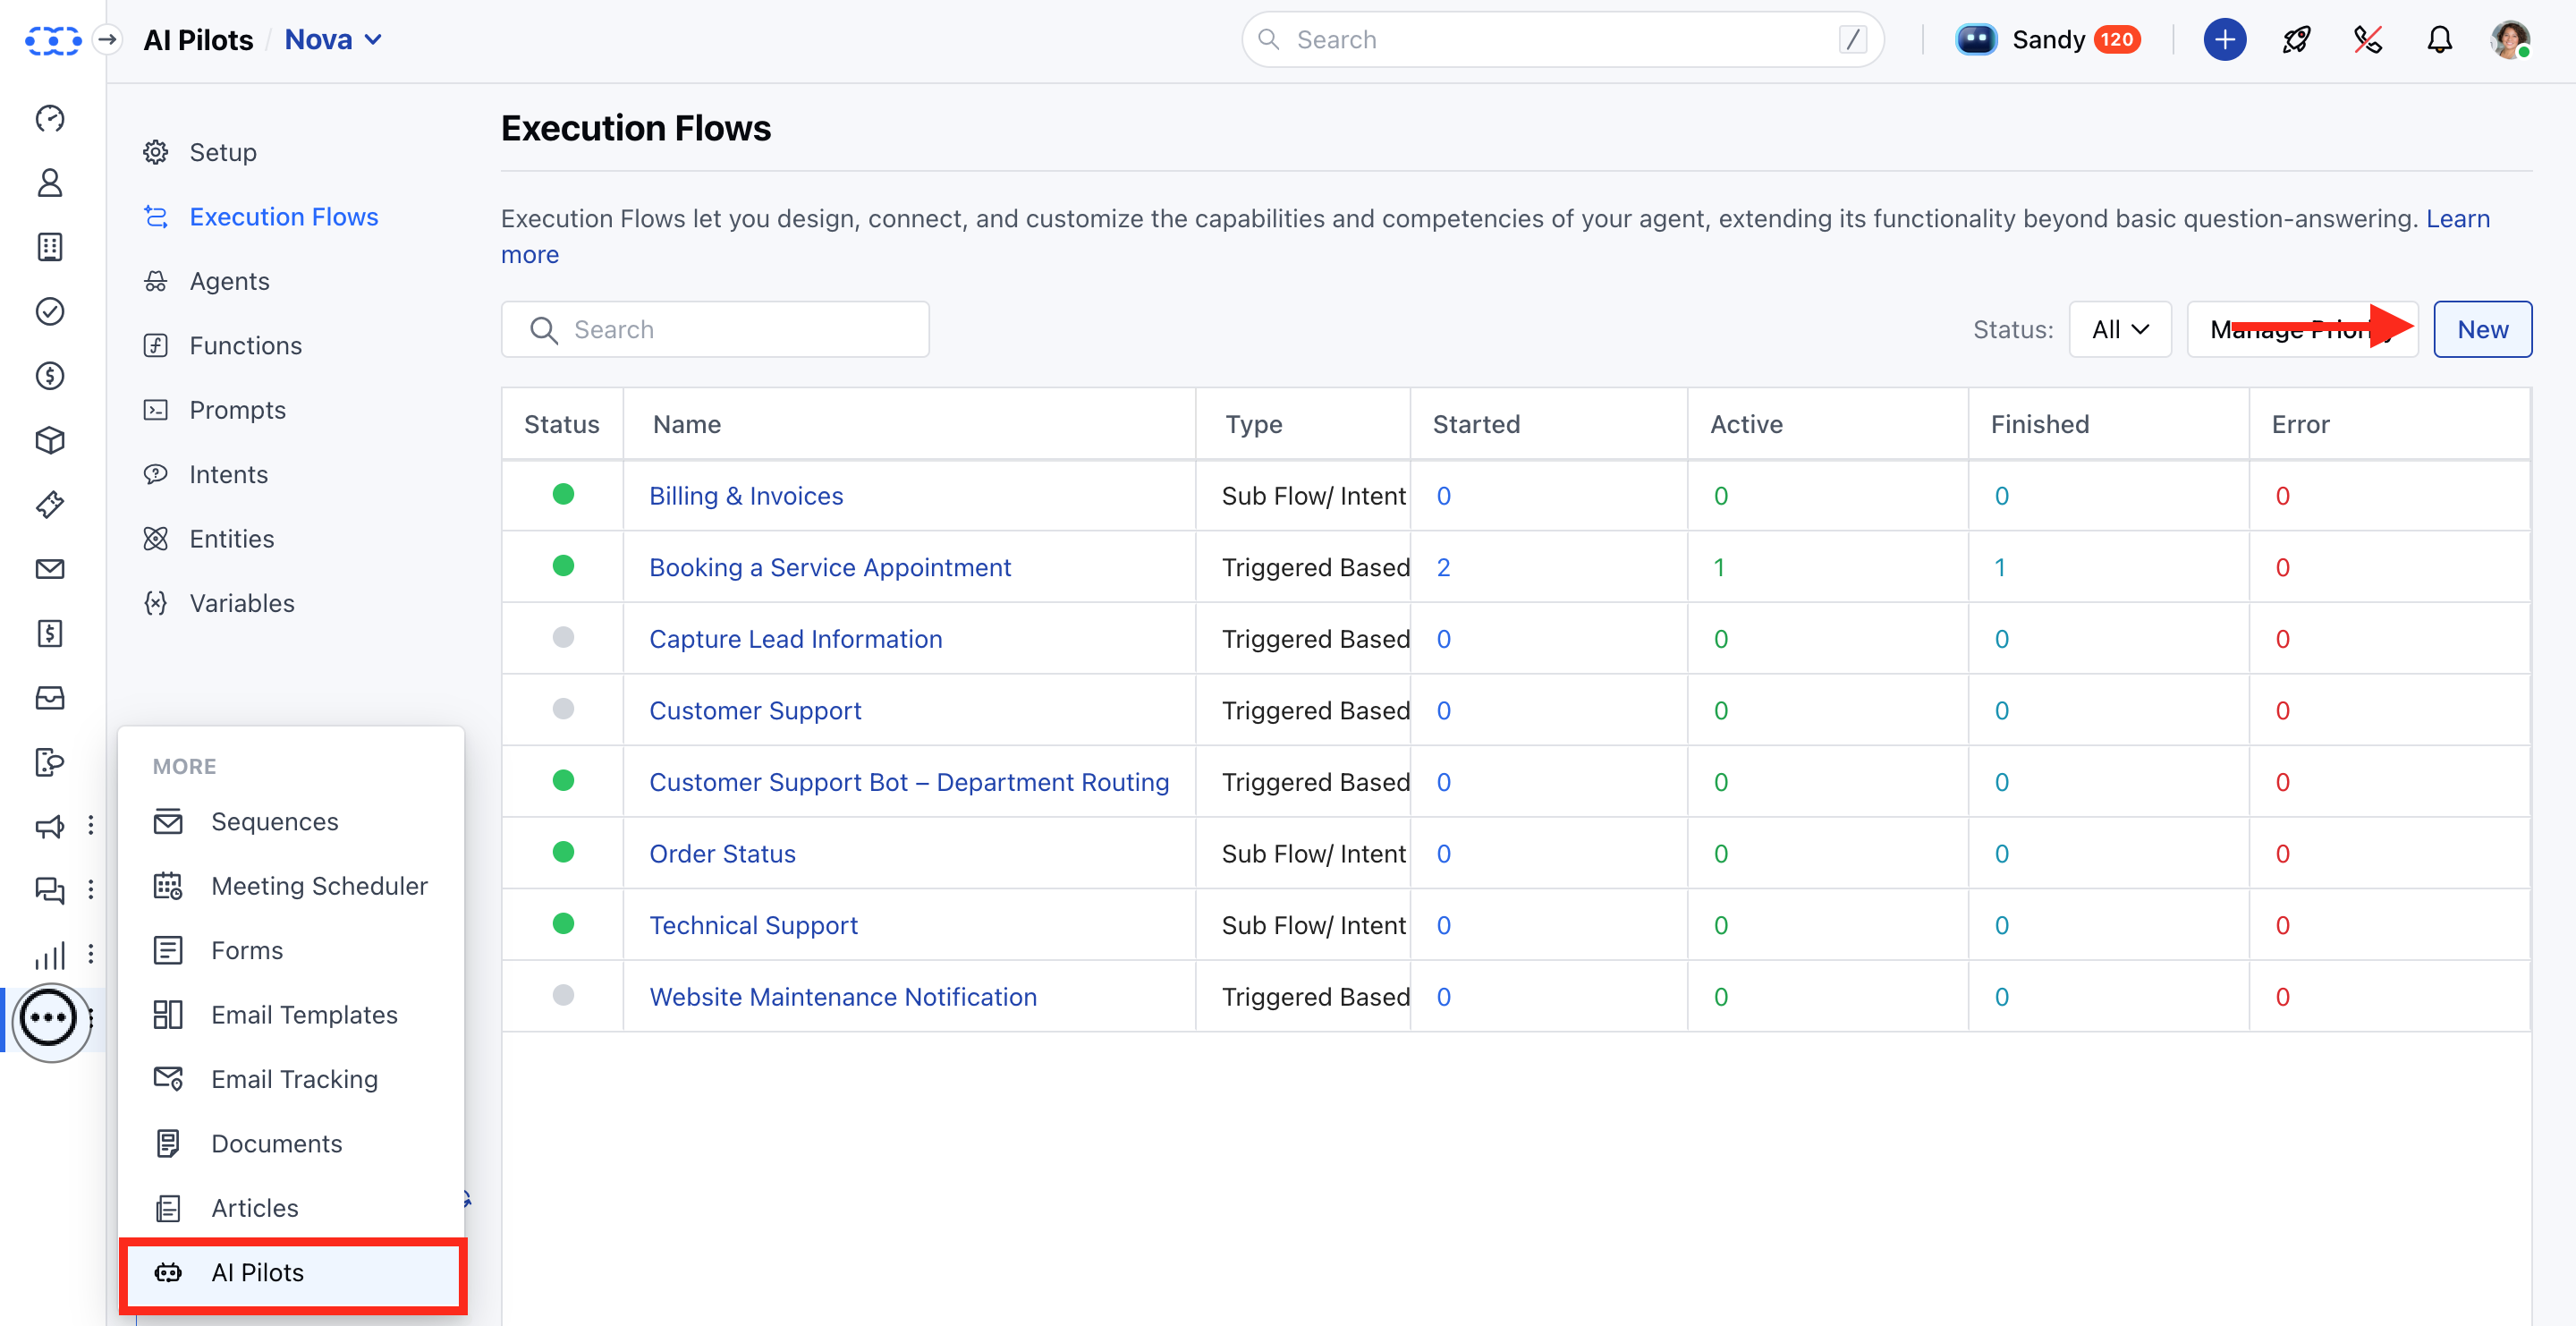 AI Pilots / Nova
Search /
Sandy 120
Setup
Execution Flows
Agents
Functions
Prompts
Intents
Entities
Variables
MORE
Sequences
Meeting Scheduler
Forms
Email Templates
Email Tracking
Documents
Articles
AI Pilots
Execution Flows
Execution Flows let you design, connect, and customize the capabilities and competencies of your agent, extending its functionality beyond basic question-answering. Learn
more
Search
Status: All Manage Priority New
Status Name Type Started Active Finished Error
Billing & Invoices Sub Flow/ Intent 0 0 0 0
Booking a Service Appointment Triggered Based 2 1 1 0
Capture Lead Information Triggered Based 0 0 0 0
Customer Support Triggered Based 0 0 0 0
Customer Support Bot – Department Routing Triggered Based 0 0 0 0
Order Status Sub Flow/ Intent 0 0 0 0
Technical Support Sub Flow/ Intent 0 0 0 0
Website Maintenance Notification Triggered Based 0 0 0 0